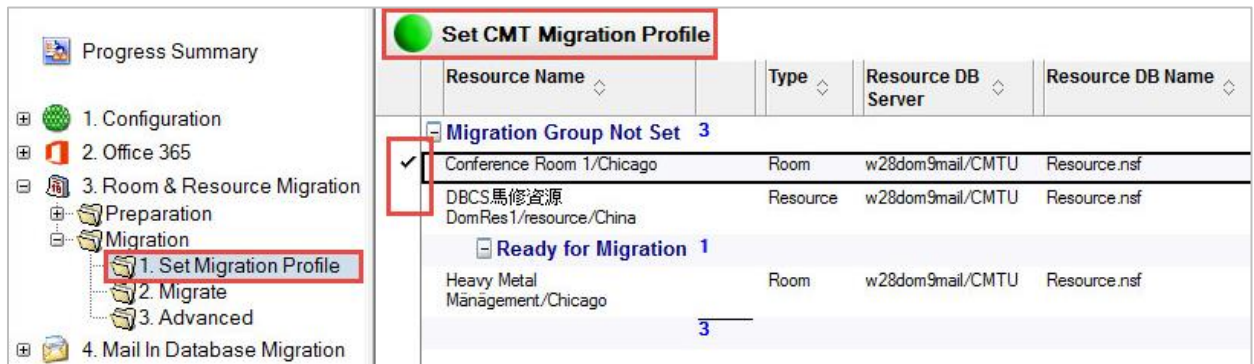 Progress Summary
1. Configuration
2. Office 365
3. Room & Resource Migration
Preparation
Migration
1. Set Migration Profile
2. Migrate
3. Advanced
4. Mail In Database Migration
Set CMT Migration Profile
Resource Name Type Resource DB Server Resource DB Name
Migration Group Not Set 3
Conference Room 1/Chicago Room w28dom9mail/CMTU Resource.nsf
DBCS馬修資源 Resource w28dom9mail/CMTU Resource.nsf
DomRes1/resource/China
Ready for Migration 1
Heavy Metal Room w28dom9mail/CMTU Resource.nsf
Mänägement/Chicago
3